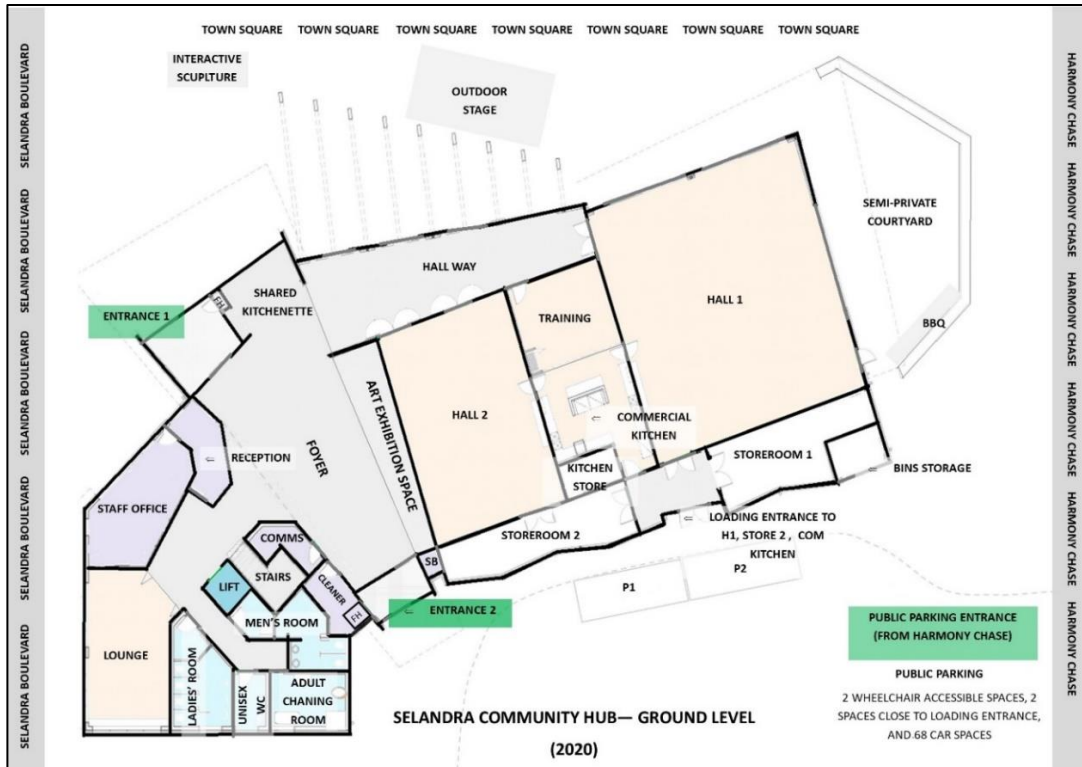 TOWN SQUARE TOWN SQUARE TOWN SQUARE TOWN SQUARE TOWN SQUARE TOWN SQUARE TOWN SQUARE
SELANDRA BOULEVARD
SELANDRA BOULEVARD
SELANDRA BOULEVARD
SELANDRA BOULEVARD
SELANDRA BOULEVARD
HARMONY CHASE
HARMONY CHASE
HARMONY CHASE
HARMONY CHASE
HARMONY CHASE
HARMONY CHASE
INTERACTIVE
SCUPLTURE
OUTDOOR
STAGE
SEMI-PRIVATE
COURTYARD
HALL WAY
SHARED
KITCHENETTE
FH
ENTRANCE 1
TRAINING
HALL 1
BBQ
ART EXHIBITION SPACE
HALL 2
COMMERCIAL
KITCHEN
FOYER
RECEPTION
KITCHEN
STORE
STOREROOM 1
BINS STORAGE
STAFF OFFICE
LOADING ENTRANCE TO
H1, STORE 2 , COM
KITCHEN
STOREROOM 2
COMMS
SB
STAIRS
CLEANER
LIFT
P1
P2
FH
ENTRANCE 2
MEN'S ROOM
LOUNGE
LADIES' ROOM
UNISEX
WC
ADULT
CHANING
ROOM
PUBLIC PARKING ENTRANCE
(FROM HARMONY CHASE)
PUBLIC PARKING
2 WHEELCHAIR ACCESSIBLE SPACES, 2
SPACES CLOSE TO LOADING ENTRANCE,
AND 68 CAR SPACES
SELANDRA COMMUNITY HUB— GROUND LEVEL
(2020)